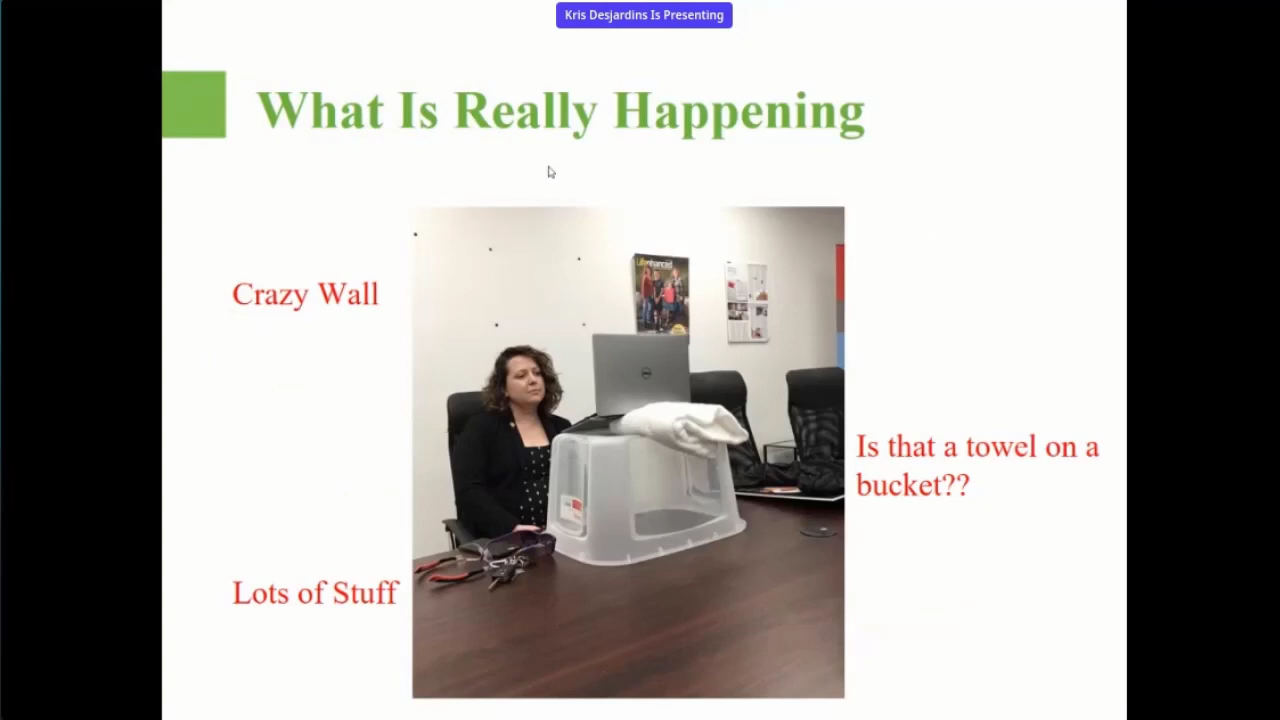 Kris Desjardins Is Presenting
What Is Really Happening
Crazy Wall
Is that a towel on a
bucket??
Lots of Stuff